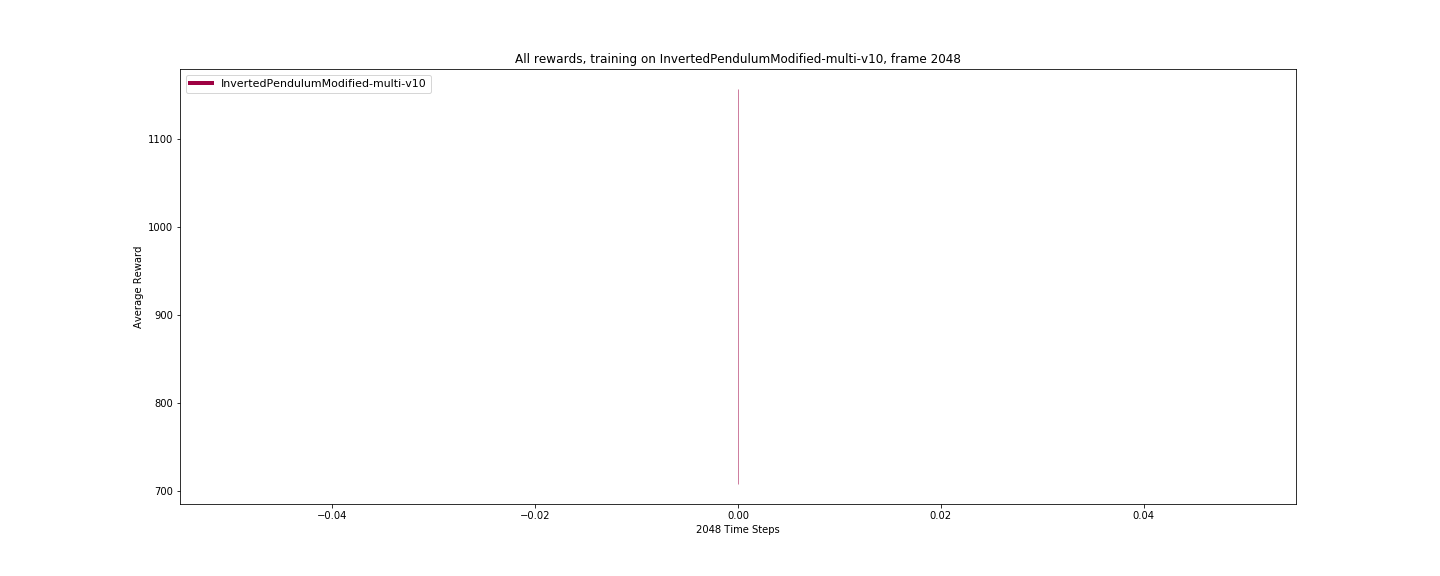 All rewards, training on InvertedPendulumModified-multi-v10, frame 2048
InvertedPendulumModified-multi-v10
1100
1000
900
800
700
Average Reward
−0.04
−0.02
0.00
0.02
0.04
2048 Time Steps